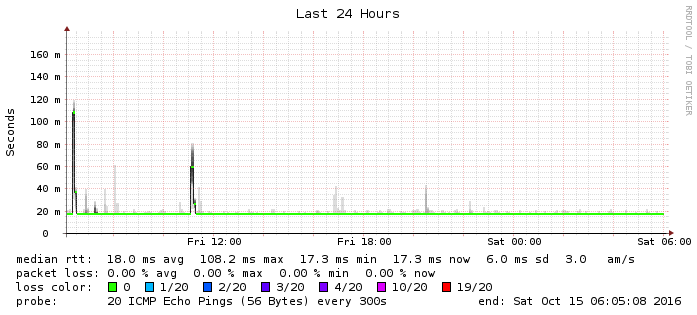 Last 24 Hours
RRDTOOL / TOBI OETIKER
Seconds
160 m
140 m
120 m
100 m
80 m
60 m
40 m
20 m
0
Fri 12:00 Fri 18:00 Sat 00:00 Sat 06:00
median rtt: 18.0 ms avg 108.2 ms max 17.3 ms min 17.3 ms now 6.0 ms sd 3.0 am/s
packet loss: 0.00 % avg 0.00 % max 0.00 % min 0.00 % now
loss color: 0 1/20 2/20 3/20 4/20 10/20 19/20
probe: 20 ICMP Echo Pings (56 Bytes) every 300s end: Sat Oct 15 06:05:08 2016